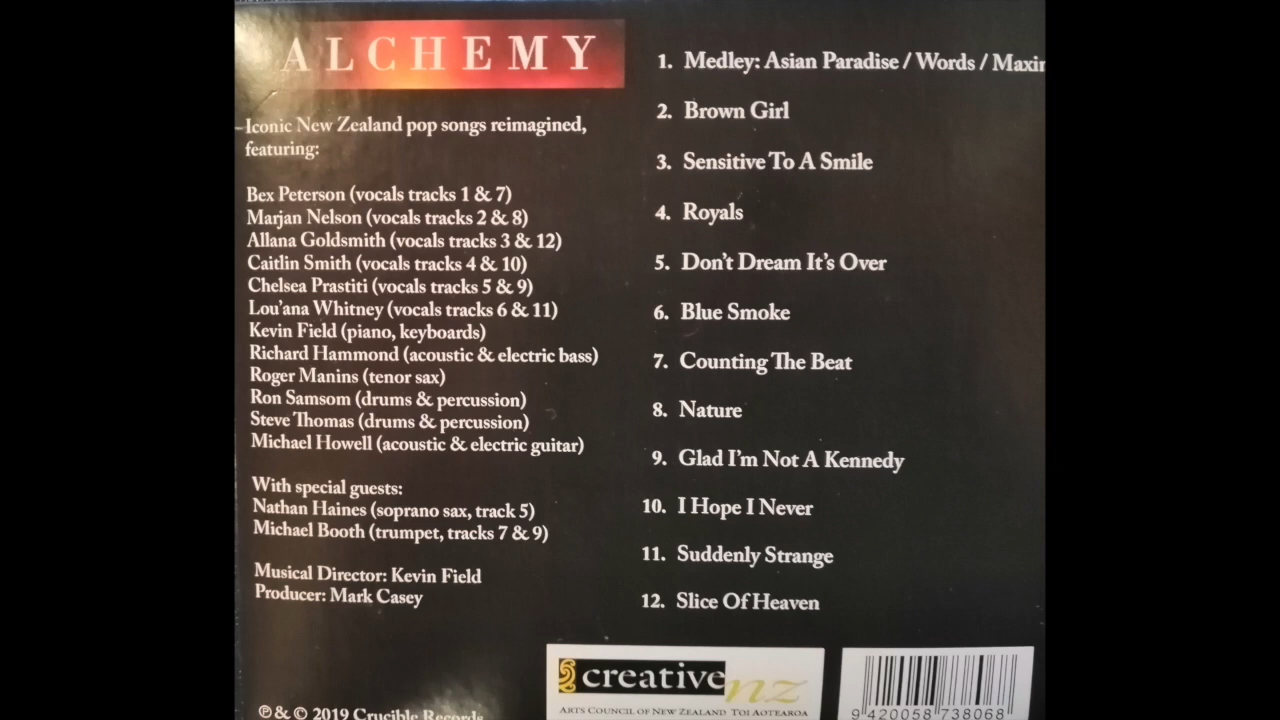 ALCHEMY
Iconic New Zealand pop songs reimagined,
featuring:
Bex Peterson (vocals tracks 1 & 7)
Marjan Nelson (vocals tracks 2 & 8)
Allana Goldsmith (vocals tracks 3 & 12)
Caitlin Smith (vocals tracks 4 & 10)
Chelsea Prastiti (vocals tracks 5 & 9)
Lou'ana Whitney (vocals tracks 6 & 11)
Kevin Field (piano, keyboards)
Richard Hammond (acoustic & electric bass)
Roger Manins (tenor sax)
Ron Samsom (drums & percussion)
Steve Thomas (drums & percussion)
Michael Howell (acoustic & electric guitar)
With special guests:
Nathan Haines (soprano sax, track 5)
Michael Booth (trumpet, tracks 7 & 9)
Musical Director: Kevin Field
Producer: Mark Casey
℗ & © 2019 Crucible Records
1. Medley: Asian Paradise / Words /
2. Brown Girl
3. Sensitive To A Smile
4. Royals
5. Don't Dream It's Over
6. Blue Smoke
7. Counting The Beat
8. Nature
9. Glad I'm Not A Kennedy
10. I Hope I Never
11. Suddenly Strange
12. Slice Of Heaven
creative nz
ARTS COUNCIL OF NEW ZEALAND TOI AOTEAROA
9 420058 738068